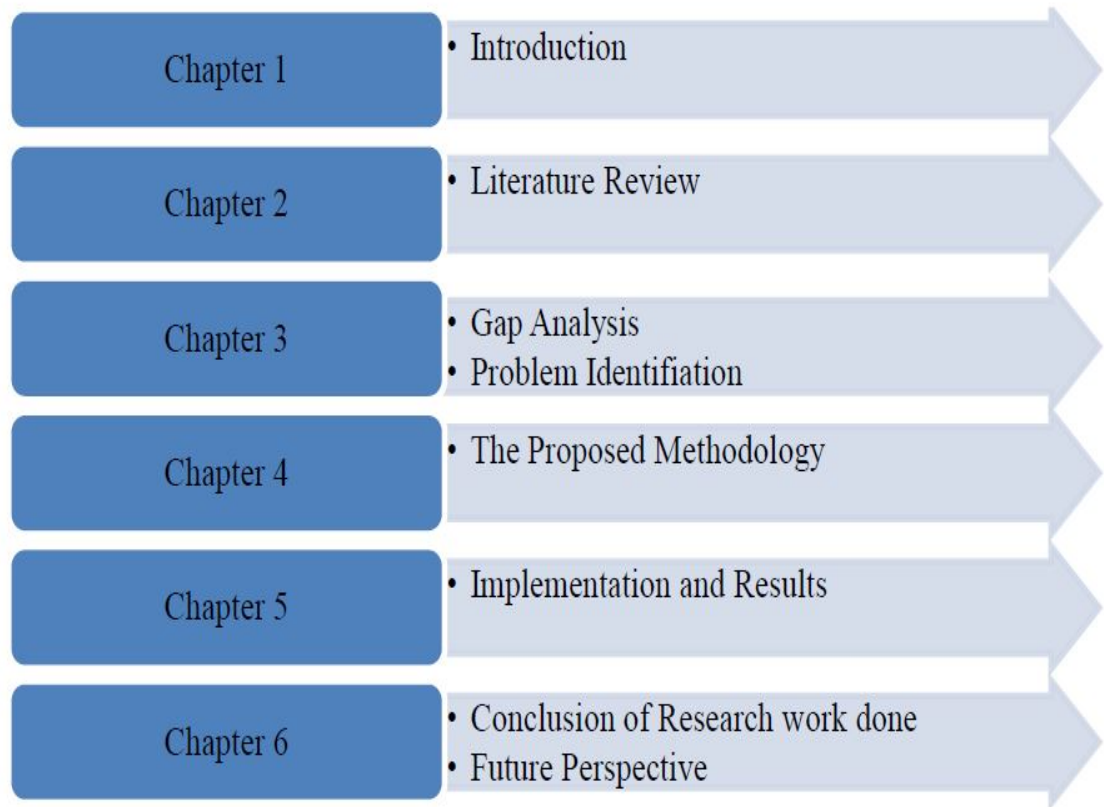 Chapter 1
• Introduction
Chapter 2
• Literature Review
Chapter 3
• Gap Analysis
• Problem Identifiation
Chapter 4
• The Proposed Methodology
Chapter 5
• Implementation and Results
Chapter 6
• Conclusion of Research work done
• Future Perspective